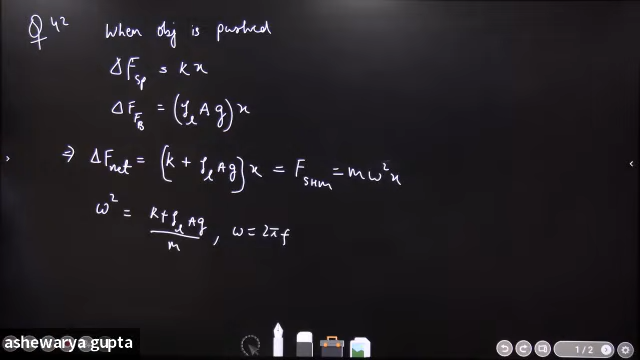 Q 42 When obj is pushed
ΔF_sp = kx
ΔF_FB = (ρ_l A g) x
⇒ ΔF_net = (k + ρ_l A g) x = F_SHM = mω²x
ω² = (k + ρ_l A g) / m , ω = 2πf
ashewarya gupta
1 / 2